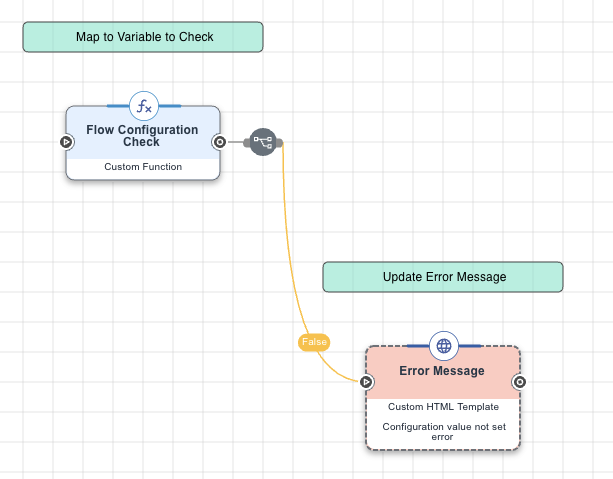 Map to Variable to Check
fx
Flow Configuration
Check
Custom Function
Update Error Message
False
Error Message
Custom HTML Template
Configuration value not set
error